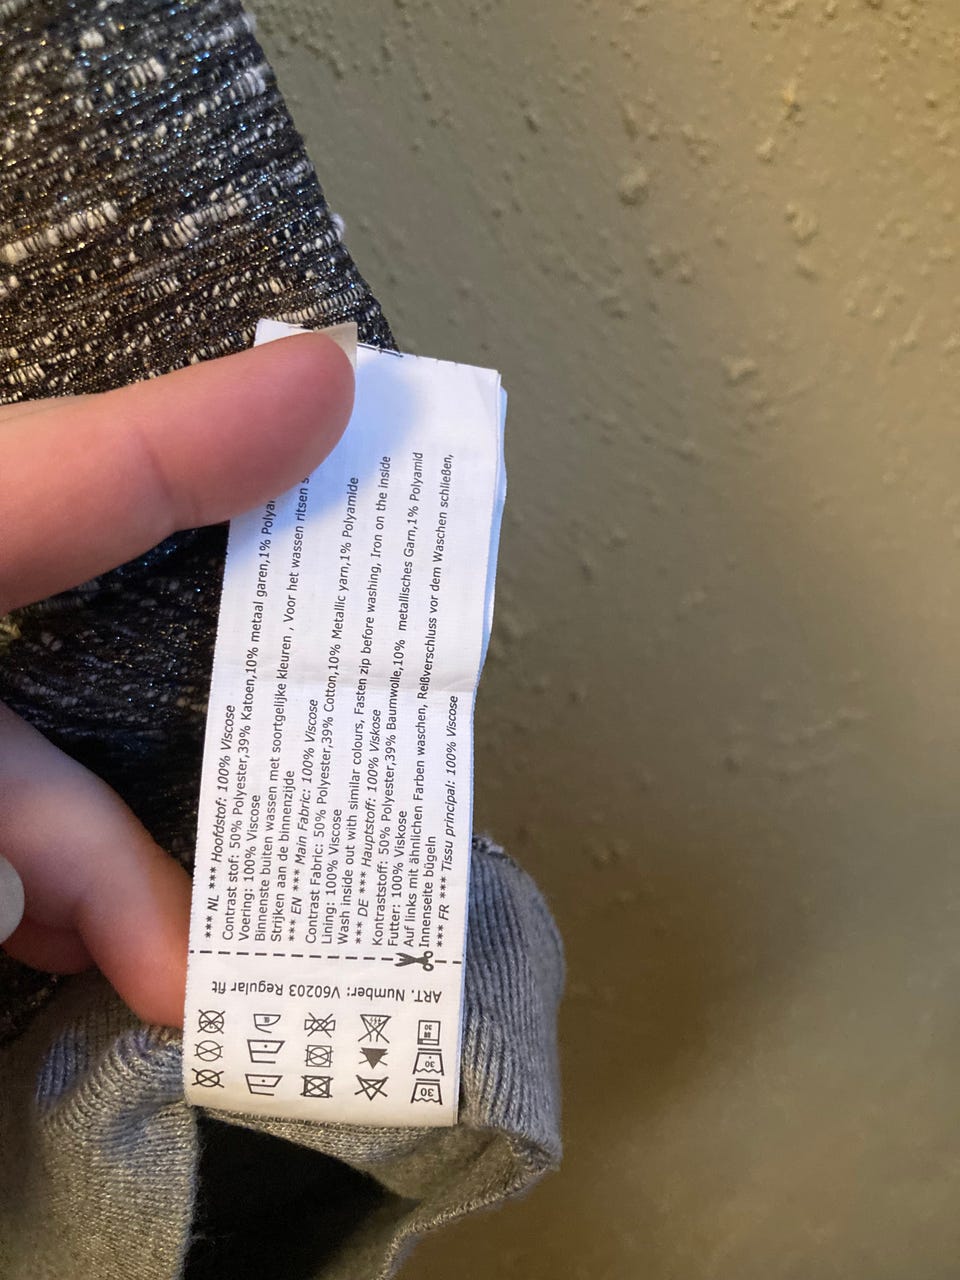 *** NL *** Hoofdstof: 100% Viscose
Contrast stof: 50% Polyester,39% Katoen,10% metaal garen,1% Polya
Voering: 100% Viscose
Binnenste buiten wassen met soortgelijke kleuren , Voor het wassen ritsen s
Strijken aan de binnenzijde
*** EN *** Main Fabric: 100% Viscose
Contrast Fabric: 50% Polyester,39% Cotton,10% Metallic yarn,1% Polyamide
Lining: 100% Viscose
Wash inside out with similar colours, Fasten zip before washing, Iron on the inside
*** DE *** Hauptstoff: 100% Viskose
Kontraststoff: 50% Polyester,39% Baumwolle,10% metallisches Garn,1% Polyamid
Futter: 100% Viskose
Auf links mit ähnlichen Farben waschen, Reißverschluss vor dem Waschen schließen,
Innenseite bügeln
*** FR *** Tissu principal: 100% Viscose
ART. Number: V60203 Regular fit
30
30
30